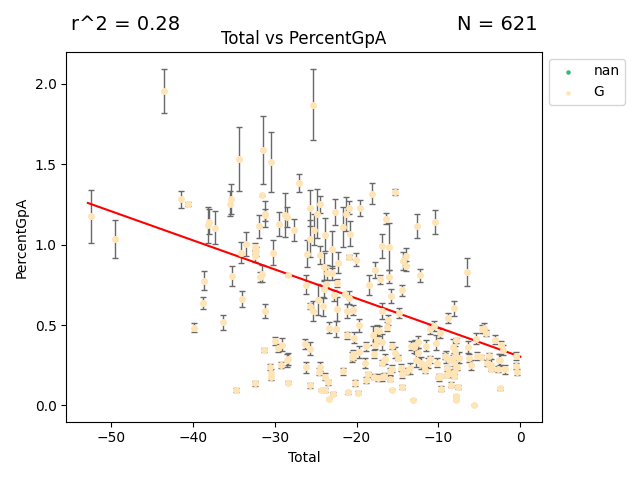 r^2 = 0.28
N = 621
Total vs PercentGpA
nan
G
PercentGpA
2.0
1.5
1.0
0.5
0.0
−50
−40
−30
−20
−10
0
Total